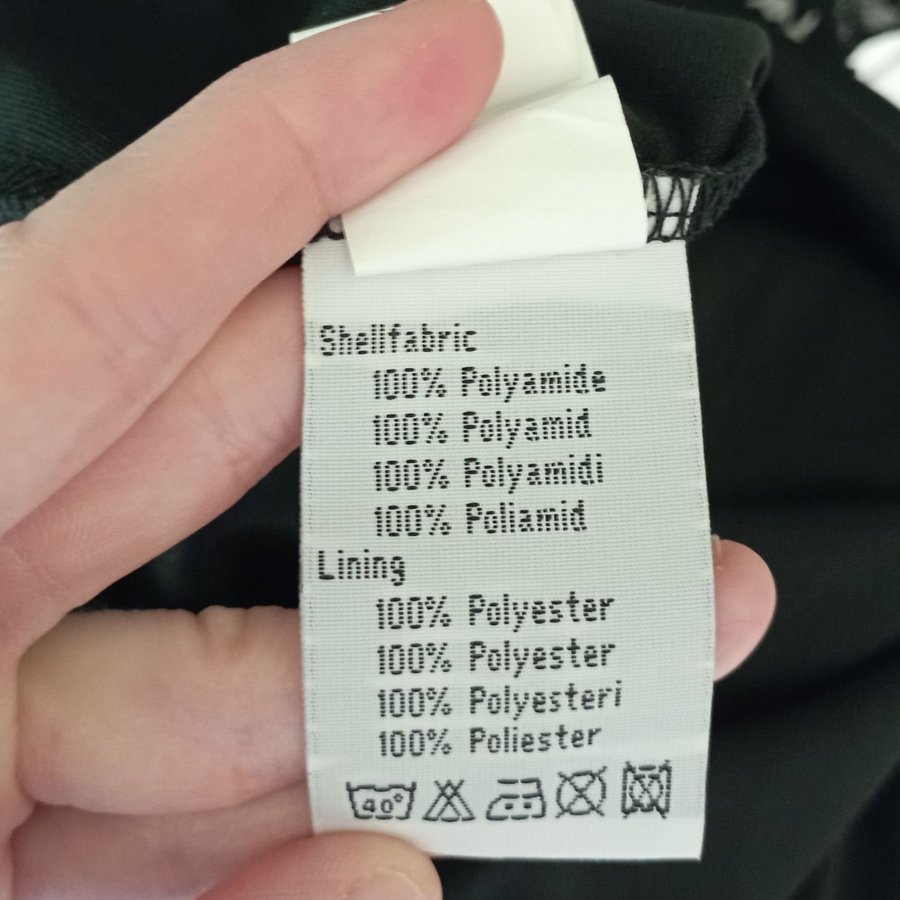 Shellfabric
100% Polyamide
100% Polyamid
100% Polyamidi
100% Poliamid
Lining
100% Polyester
100% Polyester
100% Polyesteri
100% Poliester
40°